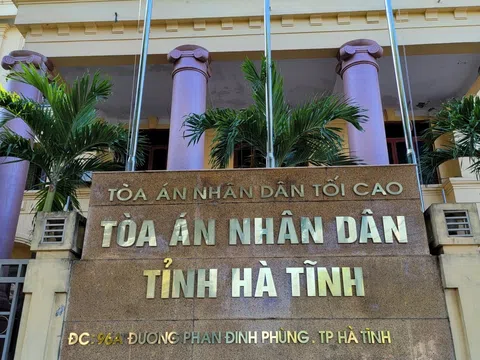 TÒA ÁN NHÂN DÂN TỐI CAO
TÒA ÁN NHÂN DÂN
TỈNH HÀ TĨNH
ĐC: 96A ĐƯỜNG PHAN ĐÌNH PHÙNG. TP HÀ TĨNH